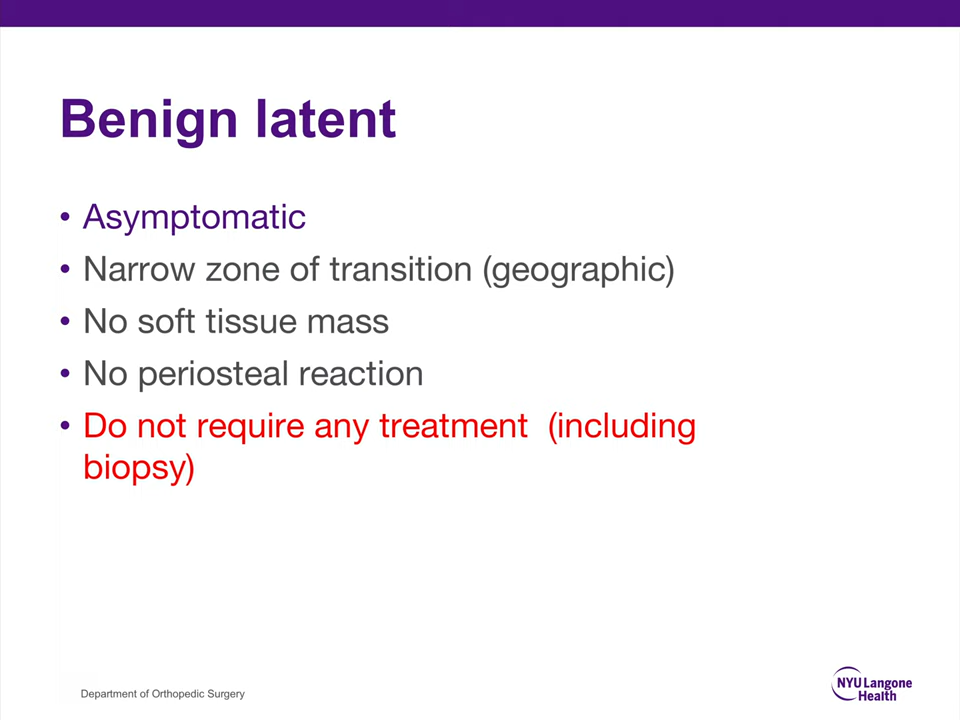 Benign latent
• Asymptomatic
• Narrow zone of transition (geographic)
• No soft tissue mass
• No periosteal reaction
• Do not require any treatment  (including
biopsy)
Department of Orthopedic Surgery
NYU Langone
Health